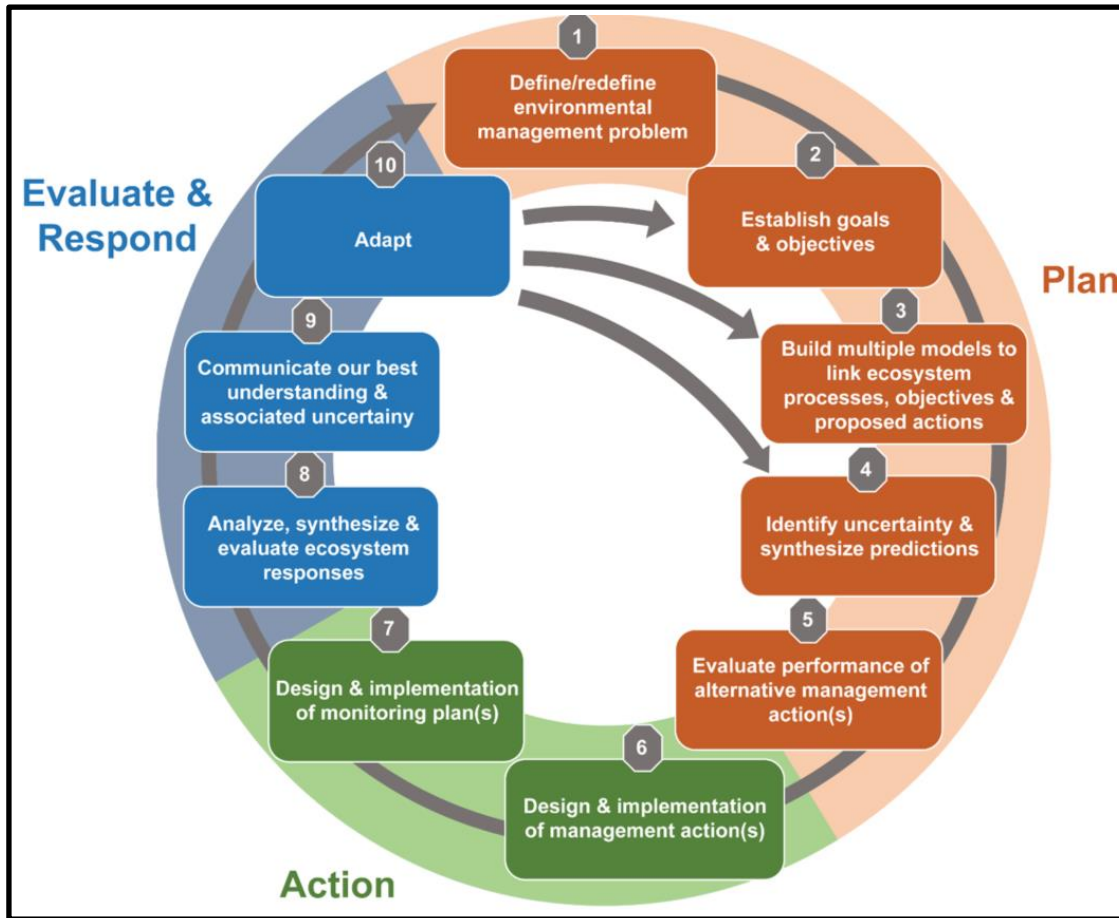 1
Define/redefine
environmental
management problem
2
Establish goals
& objectives
Plan
3
Build multiple models to
link ecosystem
processes, objectives &
proposed actions
4
Identify uncertainty &
synthesize predictions
5
Evaluate performance of
alternative management
action(s)
6
Design & implementation
of management action(s)
Action
7
Design & implementation
of monitoring plan(s)
8
Analyze, synthesize &
evaluate ecosystem
responses
9
Communicate our best
understanding &
associated uncertainy
10
Adapt
Evaluate &
Respond